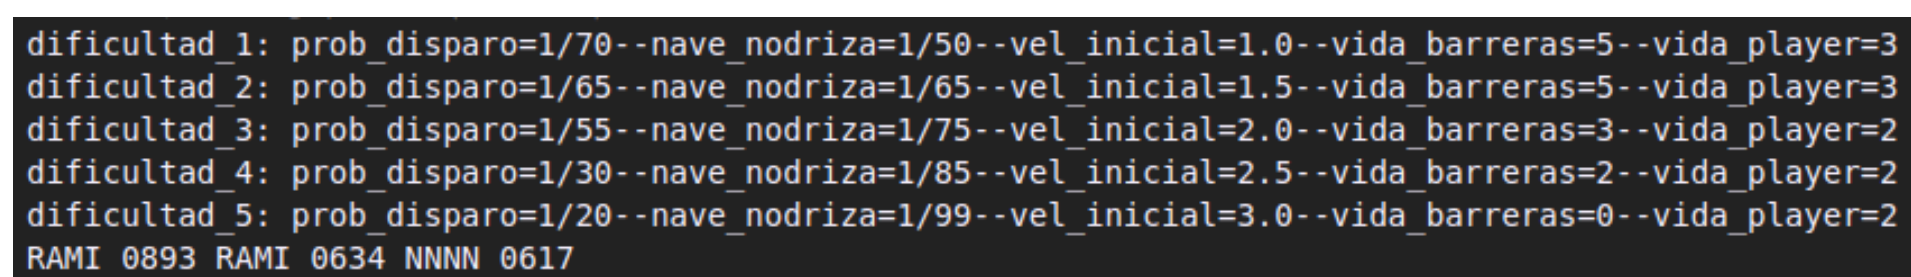 dificultad_1: prob_disparo=1/70--nave_nodriza=1/50--vel_inicial=1.0--vida_barreras=5--vida_player=3
dificultad_2: prob_disparo=1/65--nave_nodriza=1/65--vel_inicial=1.5--vida_barreras=5--vida_player=3
dificultad_3: prob_disparo=1/55--nave_nodriza=1/75--vel_inicial=2.0--vida_barreras=3--vida_player=2
dificultad_4: prob_disparo=1/30--nave_nodriza=1/85--vel_inicial=2.5--vida_barreras=2--vida_player=2
dificultad_5: prob_disparo=1/20--nave_nodriza=1/99--vel_inicial=3.0--vida_barreras=0--vida_player=2
RAMI 0893 RAMI 0634 NNNN 0617